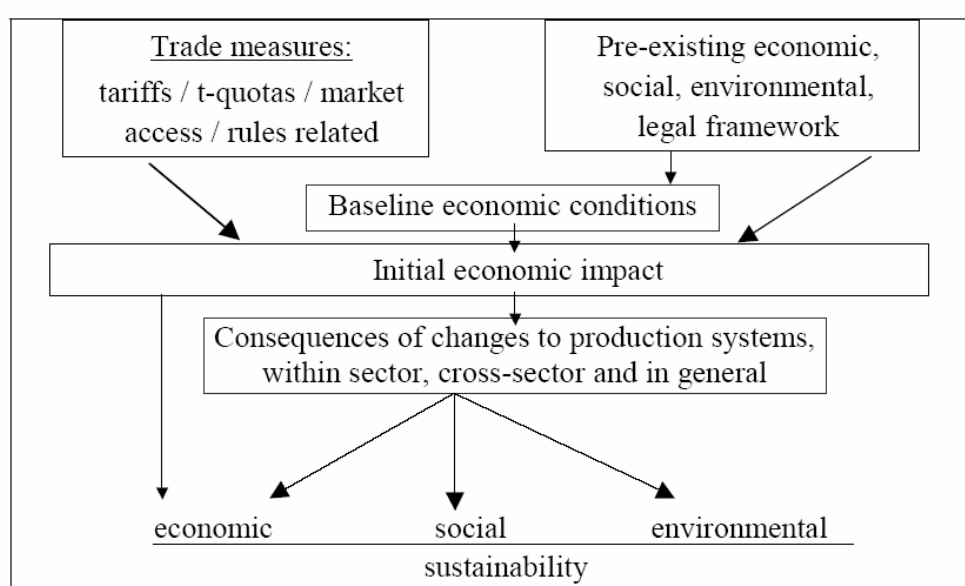 Trade measures:
tariffs / t-quotas / market
access / rules related
Pre-existing economic,
social, environmental,
legal framework
Baseline economic conditions
Initial economic impact
Consequences of changes to production systems,
within sector, cross-sector and in general
economic
social
environmental
sustainability